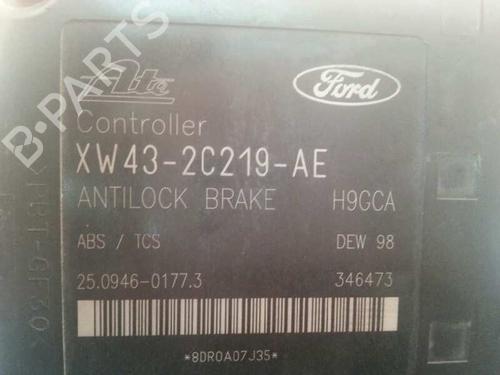 B-PARTS
Ate
Ford
Controller
XW43-2C219-AE
ANTILOCK BRAKE H9GCA
ABS / TCS DEW 98
25.0946-0177.3 346473
*8DR0A07J35*